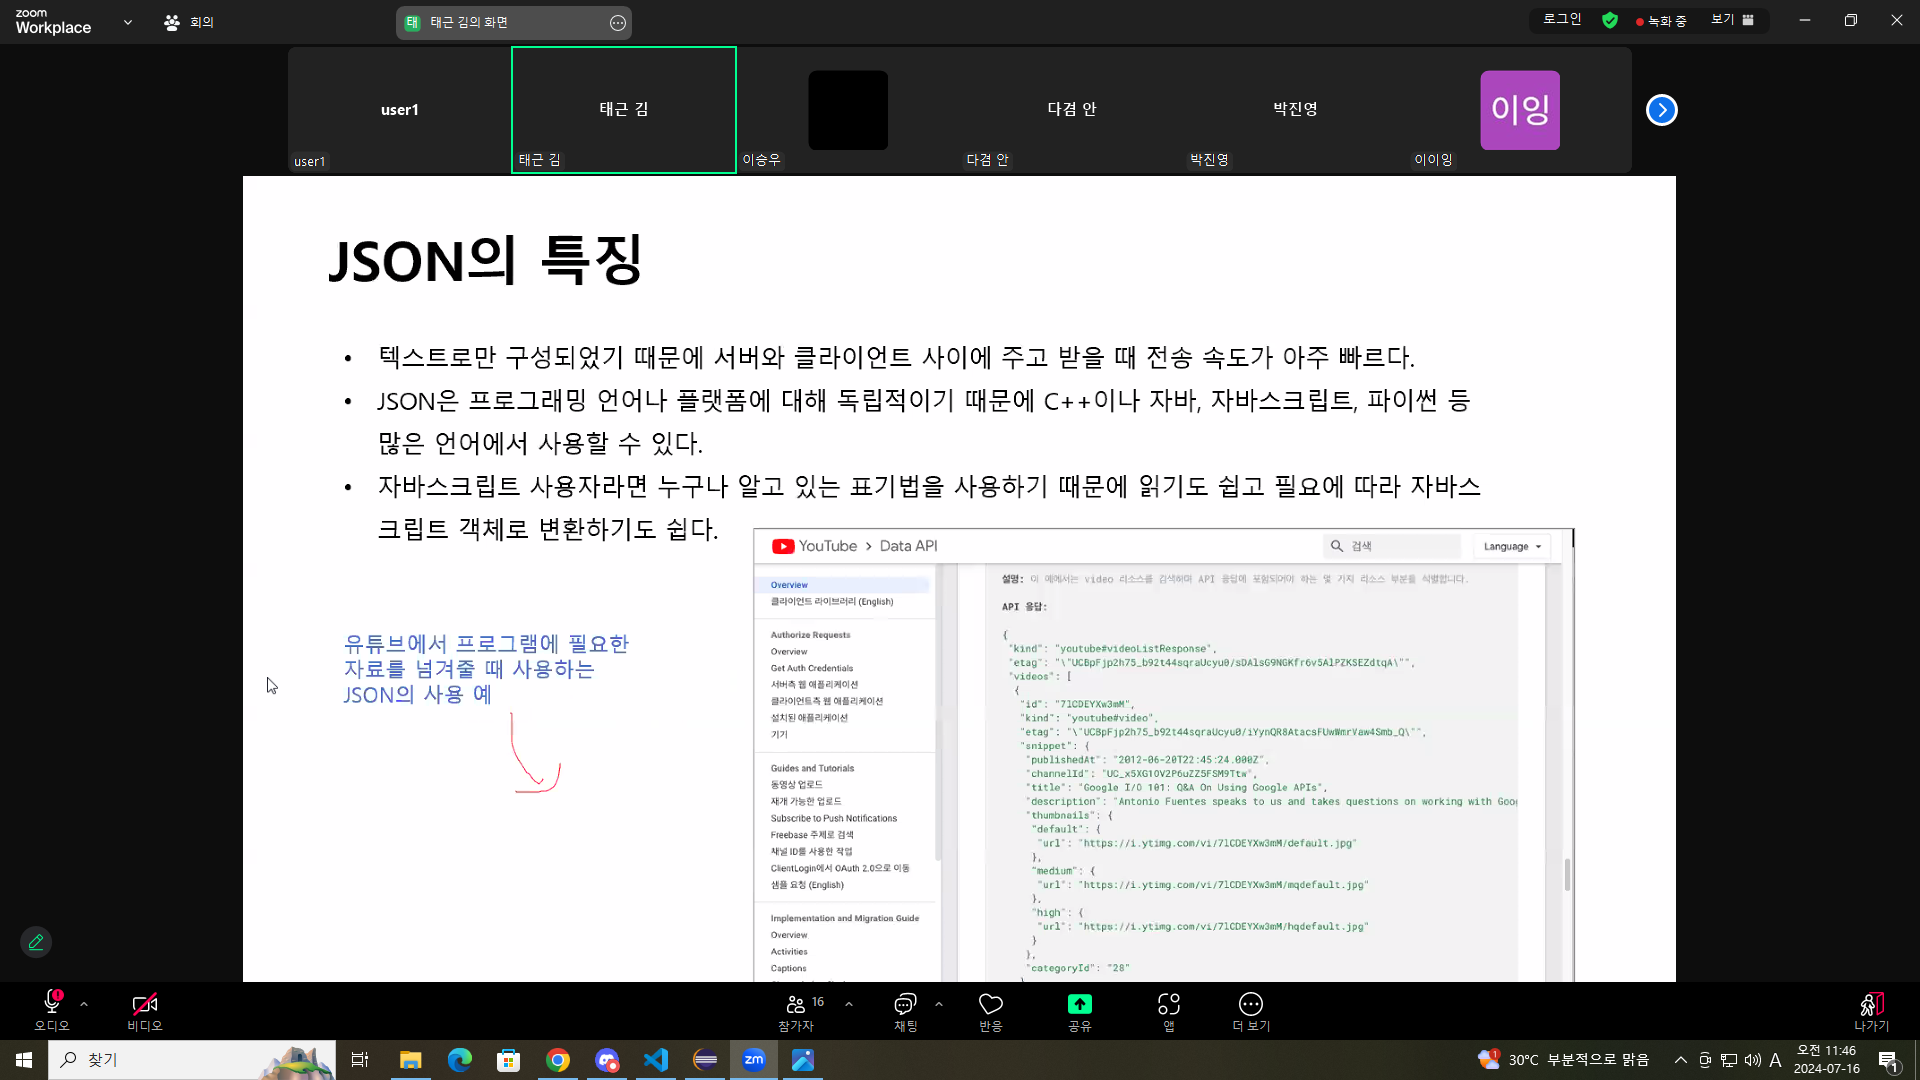 zoom
Workplace
회의
태 태근 김의 화면
로그인
녹화 중
보기
user1
태근 김
다겸 안
박진영
이잉
user1
태근 김
이승우
다겸 안
박진영
이이잉
JSON의 특징
• 텍스트로만 구성되었기 때문에 서버와 클라이언트 사이에 주고 받을 때 전송 속도가 아주 빠르다.
• JSON은 프로그래밍 언어나 플랫폼에 대해 독립적이기 때문에 C++이나 자바, 자바스크립트, 파이썬 등
많은 언어에서 사용할 수 있다.
• 자바스크립트 사용자라면 누구나 알고 있는 표기법을 사용하기 때문에 읽기도 쉽고 필요에 따라 자바스
크립트 객체로 변환하기도 쉽다.
유튜브에서 프로그램에 필요한
자료를 넘겨줄 때 사용하는
JSON의 사용 예
YouTube > Data API
검색
Language
Overview
클라이언트 라이브러리 (English)
Authorize Requests
Overview
Get Auth Credentials
서버측 웹 애플리케이션
클라이언트측 웹 애플리케이션
설치된 애플리케이션
기기
Guides and Tutorials
동영상 업로드
재개 가능한 업로드
Subscribe to Push Notifications
Freebase 주제로 검색
채널 ID를 사용한 작업
ClientLogin에서 OAuth 2.0으로 이동
샘플 요청 (English)
Implementation and Migration Guide
Overview
Activities
Captions
설명: 이 예에서는 video 리소스를 검색하며 API 응답에 포함되어야 하는 몇 가지 리소스 부분을 식별합니다.
API 응답:
{
"kind": "youtube#videoListResponse",
"etag": "\"UCBpFjp2h75_b92t44sqraUcyu0/sDAlsG9NGKfr6v5AlPZKSEZdtqA\"",
"videos": [
{
"id": "7lCDEYXw3mM",
"kind": "youtube#video",
"etag": "\"UCBpFjp2h75_b92t44sqraUcyu0/iYynQR8AtacsFUwWmrVaw4Smb_Q\"",
"snippet": {
"publishedAt": "2012-06-20T22:45:24.000Z",
"channelId": "UC_x5XG1OV2P6uZZ5FSM9Ttw",
"title": "Google I/O 101: Q&A On Using Google APIs",
"description": "Antonio Fuentes speaks to us and takes questions on working with Goog
"thumbnails": {
"default": {
"url": "https://i.ytimg.com/vi/7lCDEYXw3mM/default.jpg"
},
"medium": {
"url": "https://i.ytimg.com/vi/7lCDEYXw3mM/mqdefault.jpg"
},
"high": {
"url": "https://i.ytimg.com/vi/7lCDEYXw3mM/hqdefault.jpg"
}
},
"categoryId": "28"
오디오
비디오
16
참가자
채팅
반응
공유
앱
더 보기
나가기
찾기
zm
1
30°C 부분적으로 맑음
A
오전 11:46
2024-07-16
1